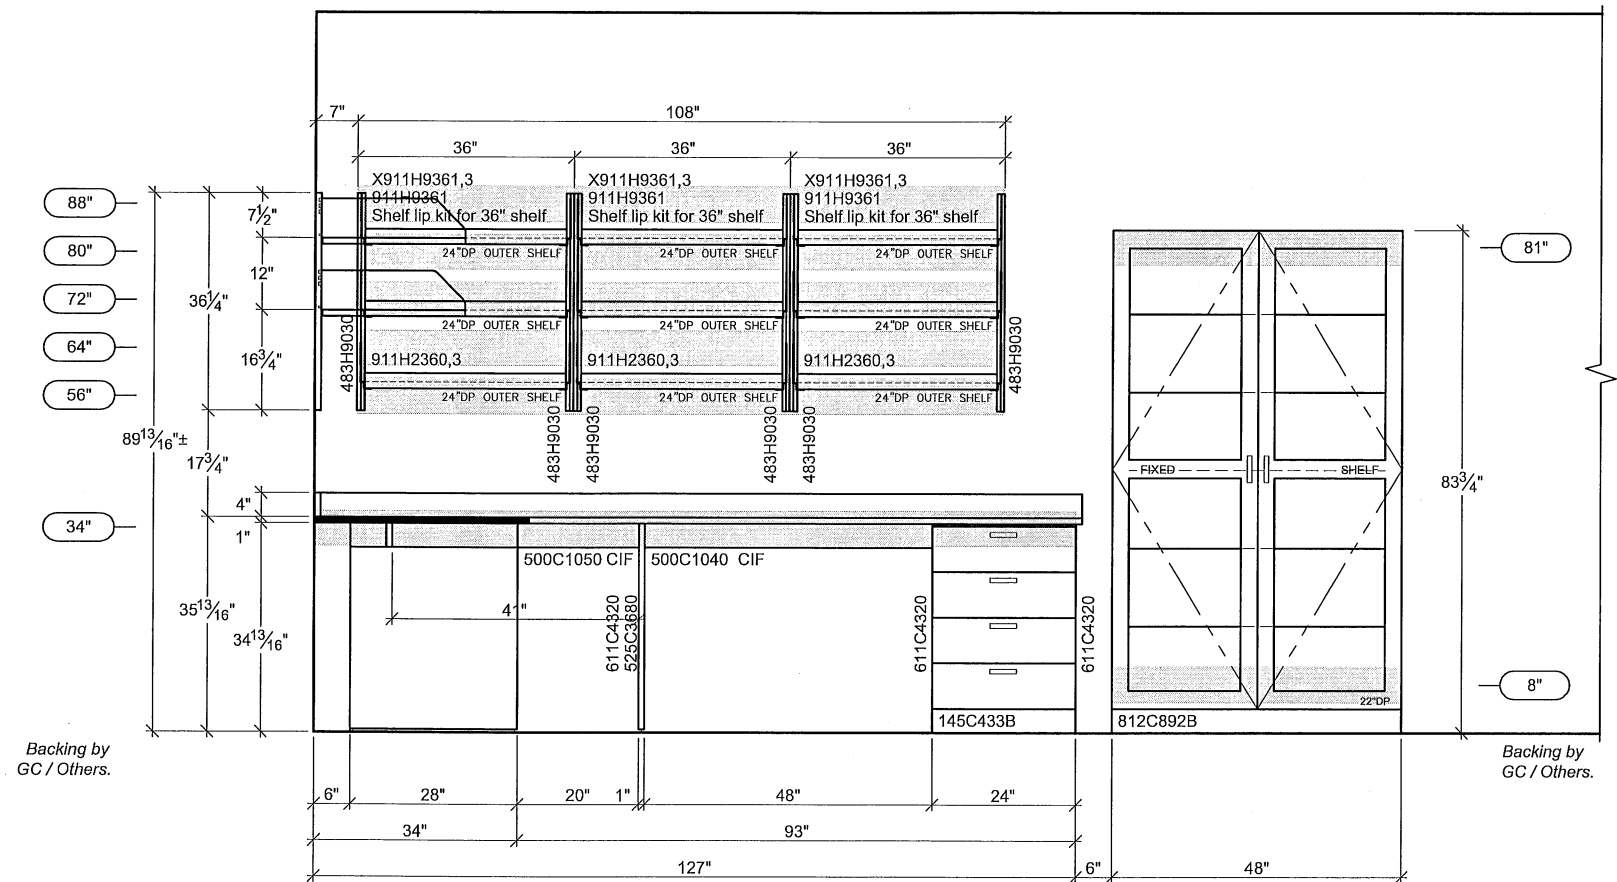 7"
108"
36"
36"
36"
X911H9361,3
911H9361
Shelf lip kit for 36" shelf
X911H9361,3
911H9361
Shelf lip kit for 36" shelf
X911H9361,3
911H9361
Shelf lip kit for 36" shelf
88"
80"
72"
64"
56"
34"
7½"
12"
16¾"
36¼"
89 13/16"±
17¾"
4"
1"
35 13/16"
34 13/16"
24"DP OUTER SHELF
24"DP OUTER SHELF
24"DP OUTER SHELF
24"DP OUTER SHELF
24"DP OUTER SHELF
24"DP OUTER SHELF
911H2360,3
911H2360,3
911H2360,3
24"DP OUTER SHELF
24"DP OUTER SHELF
24"DP OUTER SHELF
483H9030
483H9030
483H9030
483H9030
483H9030
483H9030
81"
FIXED
SHELF
83¾"
8"
22"DP
500C1050 CIF
500C1040 CIF
41"
611C4320
525C3680
611C4320
611C4320
145C433B
812C892B
Backing by
GC / Others.
Backing by
GC / Others.
6"
28"
20"
1"
48"
24"
34"
93"
127"
6"
48"